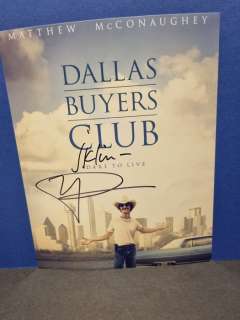 MATTHEW McCONAUGHEY
DALLAS
BUYERS
CLUB
DARE TO LIVE